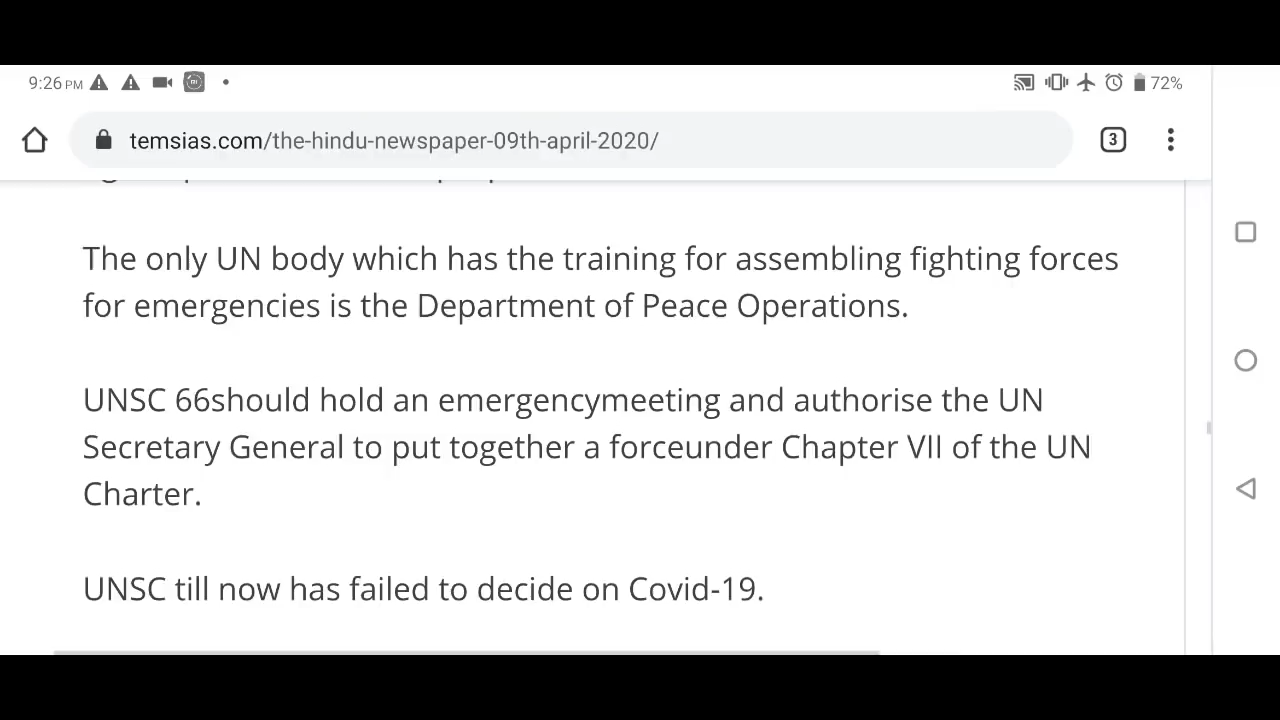 9:26 PM 72%
temsias.com/the-hindu-newspaper-09th-april-2020/ 3
The only UN body which has the training for assembling fighting forces
for emergencies is the Department of Peace Operations.
UNSC 66should hold an emergencymeeting and authorise the UN
Secretary General to put together a forceunder Chapter VII of the UN
Charter.
UNSC till now has failed to decide on Covid-19.